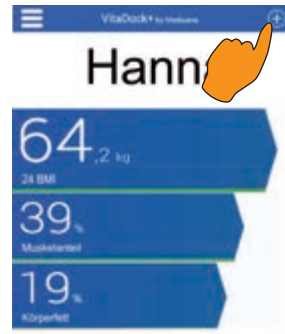 VitaDock+ by Medisana
Hanna
64,2 kg
24 BMI
39 %
Muskelanteil
19 %
Körperfett